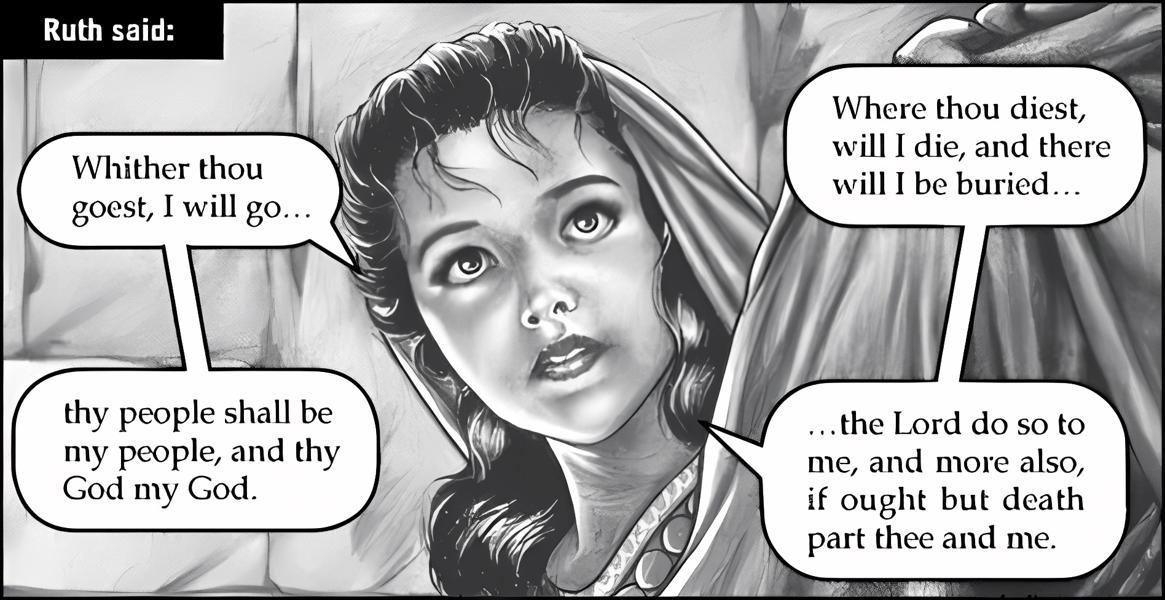 Ruth said:
Whither thou
goest, I will go...
thy people shall be
my people, and thy
God my God.
Where thou diest,
will I die, and there
will I be buried...
...the Lord do so to
me, and more also,
if ought but death
part thee and me.